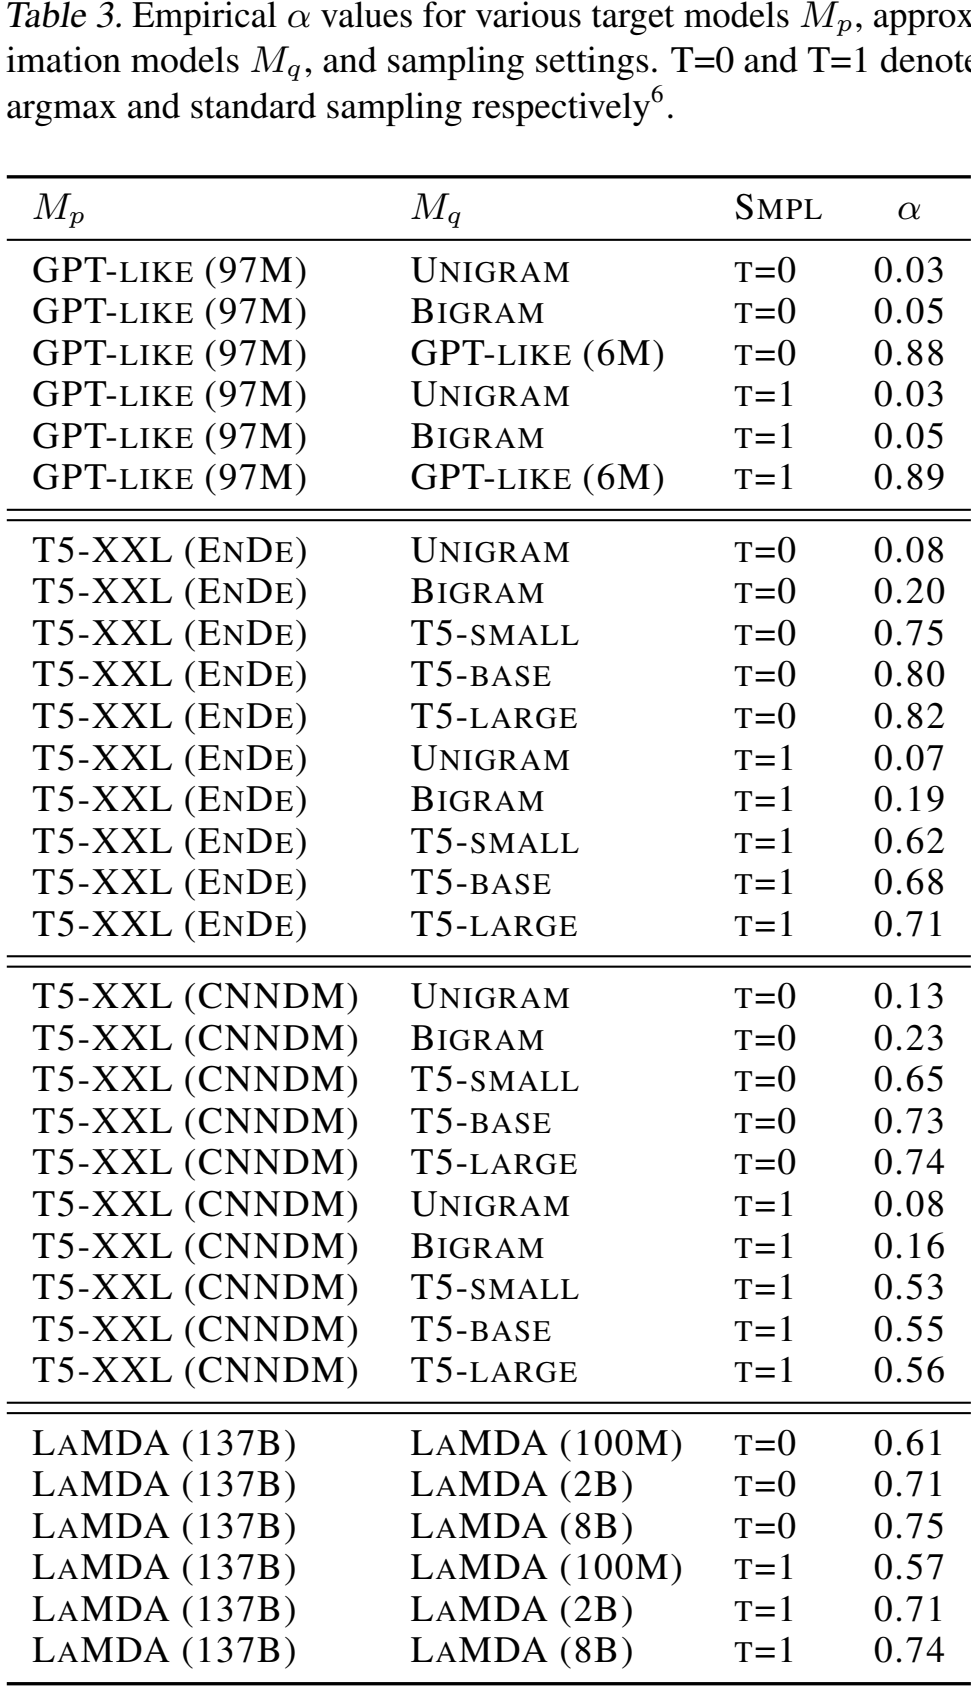 Table 3. Empirical α values for various target models Mp, approx
imation models Mq, and sampling settings. T=0 and T=1 denote
argmax and standard sampling respectively6.
Mp Mq SMPL α
GPT-LIKE (97M) UNIGRAM T=0 0.03
GPT-LIKE (97M) BIGRAM T=0 0.05
GPT-LIKE (97M) GPT-LIKE (6M) T=0 0.88
GPT-LIKE (97M) UNIGRAM T=1 0.03
GPT-LIKE (97M) BIGRAM T=1 0.05
GPT-LIKE (97M) GPT-LIKE (6M) T=1 0.89
T5-XXL (ENDE) UNIGRAM T=0 0.08
T5-XXL (ENDE) BIGRAM T=0 0.20
T5-XXL (ENDE) T5-SMALL T=0 0.75
T5-XXL (ENDE) T5-BASE T=0 0.80
T5-XXL (ENDE) T5-LARGE T=0 0.82
T5-XXL (ENDE) UNIGRAM T=1 0.07
T5-XXL (ENDE) BIGRAM T=1 0.19
T5-XXL (ENDE) T5-SMALL T=1 0.62
T5-XXL (ENDE) T5-BASE T=1 0.68
T5-XXL (ENDE) T5-LARGE T=1 0.71
T5-XXL (CNNDM) UNIGRAM T=0 0.13
T5-XXL (CNNDM) BIGRAM T=0 0.23
T5-XXL (CNNDM) T5-SMALL T=0 0.65
T5-XXL (CNNDM) T5-BASE T=0 0.73
T5-XXL (CNNDM) T5-LARGE T=0 0.74
T5-XXL (CNNDM) UNIGRAM T=1 0.08
T5-XXL (CNNDM) BIGRAM T=1 0.16
T5-XXL (CNNDM) T5-SMALL T=1 0.53
T5-XXL (CNNDM) T5-BASE T=1 0.55
T5-XXL (CNNDM) T5-LARGE T=1 0.56
LAMDA (137B) LAMDA (100M) T=0 0.61
LAMDA (137B) LAMDA (2B) T=0 0.71
LAMDA (137B) LAMDA (8B) T=0 0.75
LAMDA (137B) LAMDA (100M) T=1 0.57
LAMDA (137B) LAMDA (2B) T=1 0.71
LAMDA (137B) LAMDA (8B) T=1 0.74